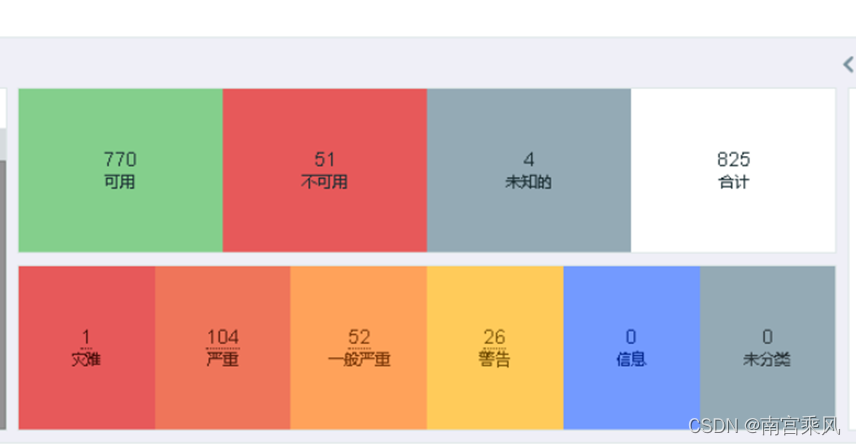 770
可用
51
不可用
4
未知的
825
合计
1
灾难
104
严重
52
一般严重
26
警告
0
信息
0
未分类
CSDN @南宫乘风